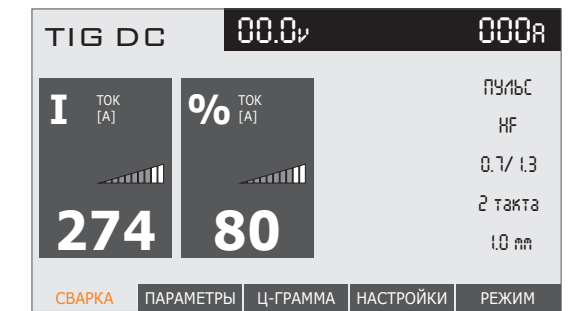 TIG DC 00.0v 000A
I ТОК [A]
% ТОК [A]
274 80
ПУЛЬС
HF
0.7/ 1.3
2 такта
1.0 mm
СВАРКА ПАРАМЕТРЫ Ц-ГРАММА НАСТРОЙКИ РЕЖИМ